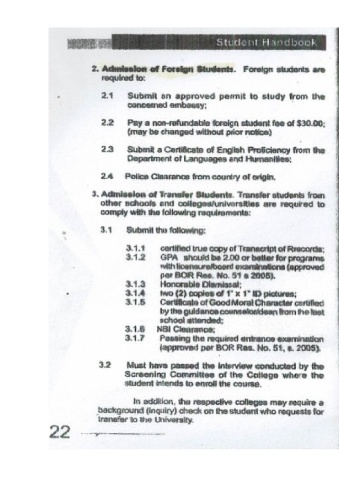 Student Handbook
2. Admission of Foreign Students. Foreign students are
required to:
2.1 Submit an approved permit to study from the
concerned embassy;
2.2 Pay a non-refundable foreign student fee of $30.00;
(may be changed without prior notice)
2.3 Submit a Certificate of English Proficiency from the
Department of Languages and Humanities;
2.4 Police Clearance from country of origin.
3. Admission of Transfer Students. Transfer students from
other schools and colleges/universities are required to
comply with the following requirements:
3.1 Submit the following:
3.1.1 certified true copy of Transcript of Records;
3.1.2 GPA should be 2.00 or better for programs
with licensure/board examinations (approved
per BOR Res. No. 51 s 2005).
3.1.3 Honorable Dismissal;
3.1.4 two (2) copies of 1" x 1" ID pictures;
3.1.5 Certificate of Good Moral Character certified
by the guidance counselor/dean from the last
school attended;
3.1.6 NBI Clearance;
3.1.7 Passing the required entrance examination
(approved per BOR Res. No. 51, s. 2005).
3.2 Must have passed the interview conducted by the
Screening Committee of the College where the
student intends to enroll the course.
In addition, the respective colleges may require a
background (inquiry) check on the student who requests for
transfer to the University.
22